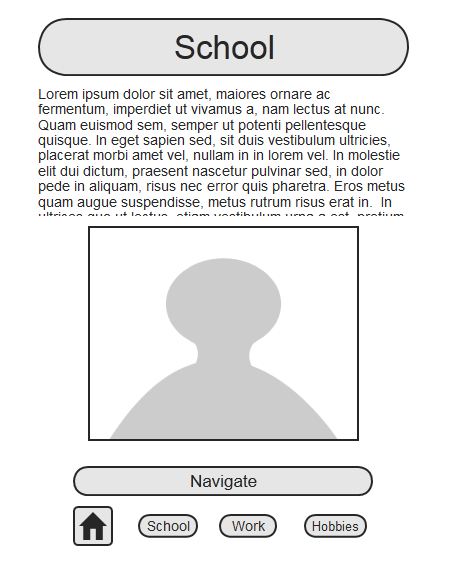 School
Lorem ipsum dolor sit amet, maiores ornare ac
fermentum, imperdiet ut vivamus a, nam lectus at nunc.
Quam euismod sem, semper ut potenti pellentesque
quisque. In eget sapien sed, sit duis vestibulum ultricies,
placerat morbi amet vel, nullam in in lorem vel. In molestie
elit dui dictum, praesent nascetur pulvinar sed, in dolor
pede in aliquam, risus nec error quis pharetra. Eros metus
quam augue suspendisse, metus rutrum risus erat in.  In
Navigate
School
Work
Hobbies